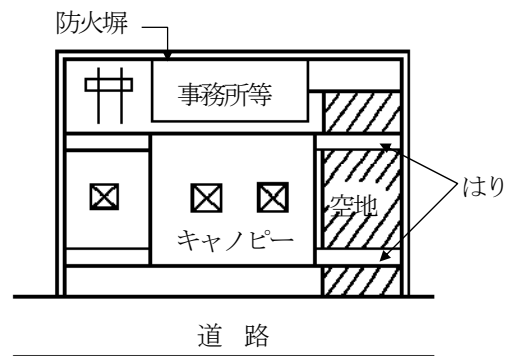 防火塀
事務所等
はり
空地
キャノピー
道 路